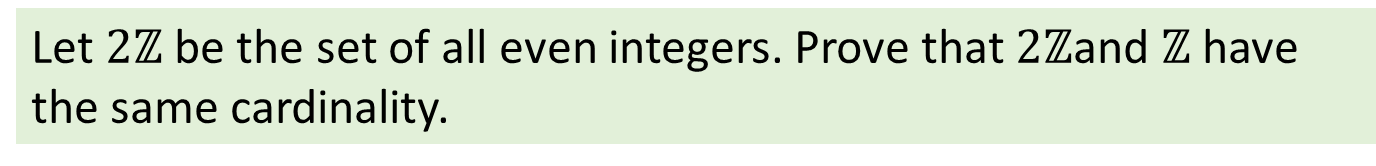 Let 2ℤ be the set of all even integers. Prove that 2ℤand ℤ have
the same cardinality.